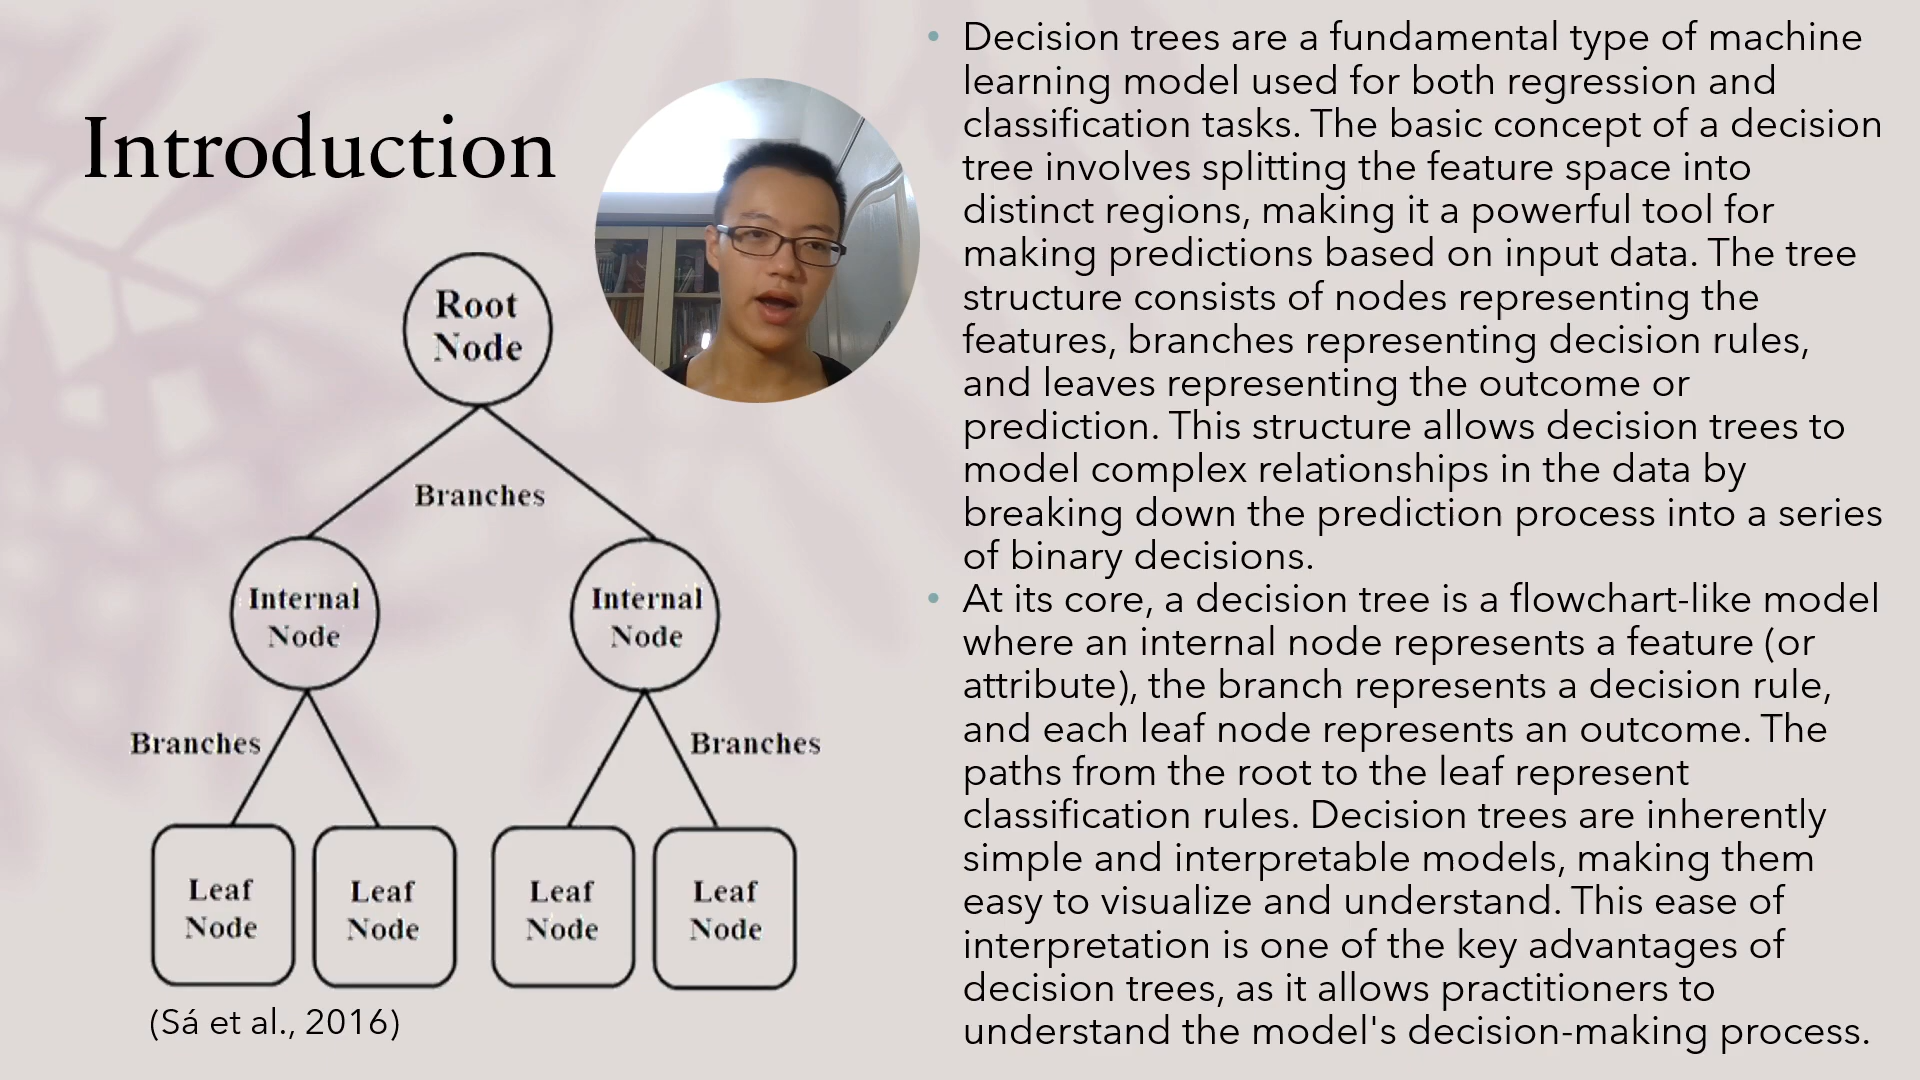 Introduction
Root
Node
Branches
Internal
Node
Internal
Node
Branches
Branches
Leaf
Node
Leaf
Node
Leaf
Node
Leaf
Node
(Sá et al., 2016)
• Decision trees are a fundamental type of machine
learning model used for both regression and
classification tasks. The basic concept of a decision
tree involves splitting the feature space into
distinct regions, making it a powerful tool for
making predictions based on input data. The tree
structure consists of nodes representing the
features, branches representing decision rules,
and leaves representing the outcome or
prediction. This structure allows decision trees to
model complex relationships in the data by
breaking down the prediction process into a series
of binary decisions.
• At its core, a decision tree is a flowchart-like model
where an internal node represents a feature (or
attribute), the branch represents a decision rule,
and each leaf node represents an outcome. The
paths from the root to the leaf represent
classification rules. Decision trees are inherently
simple and interpretable models, making them
easy to visualize and understand. This ease of
interpretation is one of the key advantages of
decision trees, as it allows practitioners to
understand the model's decision-making process.